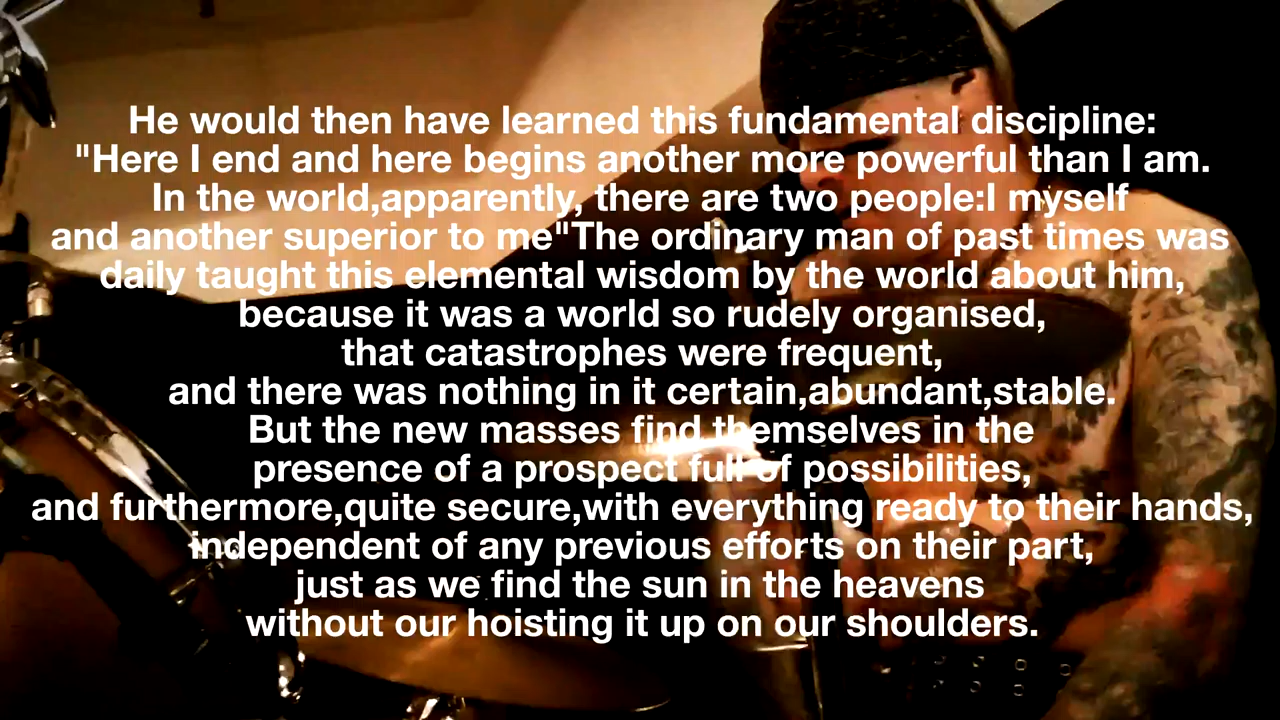 He would then have learned this fundamental discipline:
"Here I end and here begins another more powerful than I am.
In the world,apparently, there are two people:I myself
and another superior to me"The ordinary man of past times was
daily taught this elemental wisdom by the world about him,
because it was a world so rudely organised,
that catastrophes were frequent,
and there was nothing in it certain,abundant,stable.
But the new masses find themselves in the
presence of a prospect full of possibilities,
and furthermore,quite secure,with everything ready to their hands,
independent of any previous efforts on their part,
just as we find the sun in the heavens
without our hoisting it up on our shoulders.